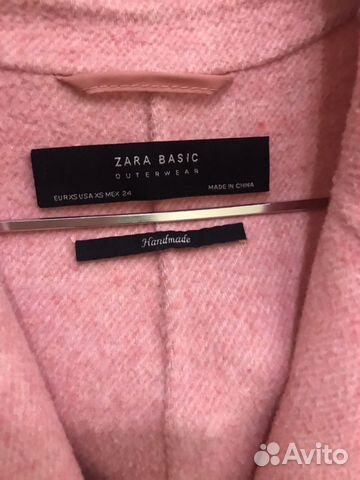 ZARA BASIC
OUTERWEAR
EUR XS USA XS MEX 24
MADE IN CHINA
Handmade
Avito